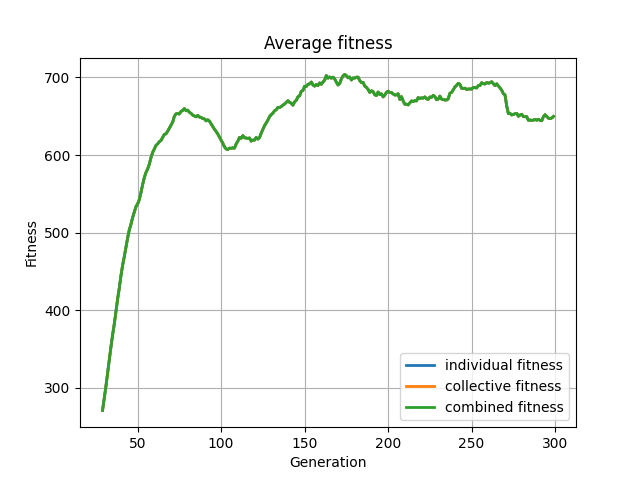 Average fitness
Fitness
700
600
500
400
300
50 100 150 200 250 300
Generation
individual fitness
collective fitness
combined fitness